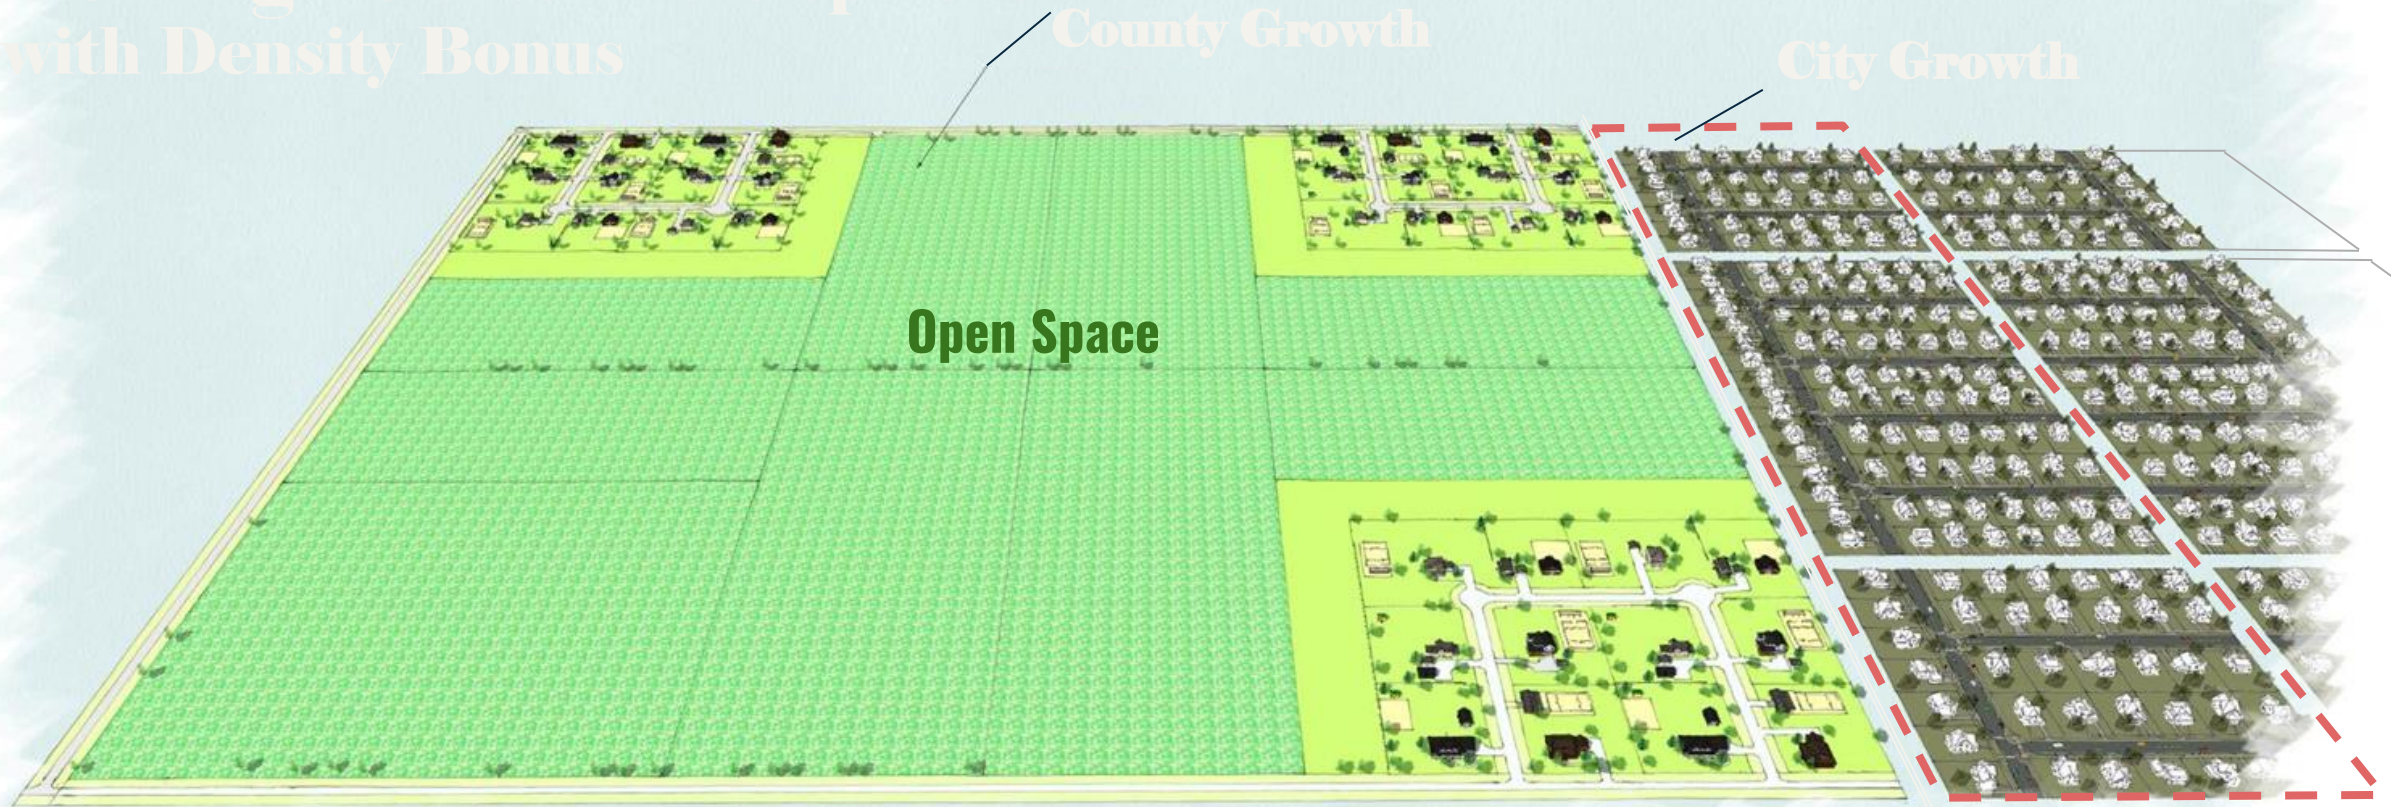 with Density Bonus
County Growth
City Growth
Open Space